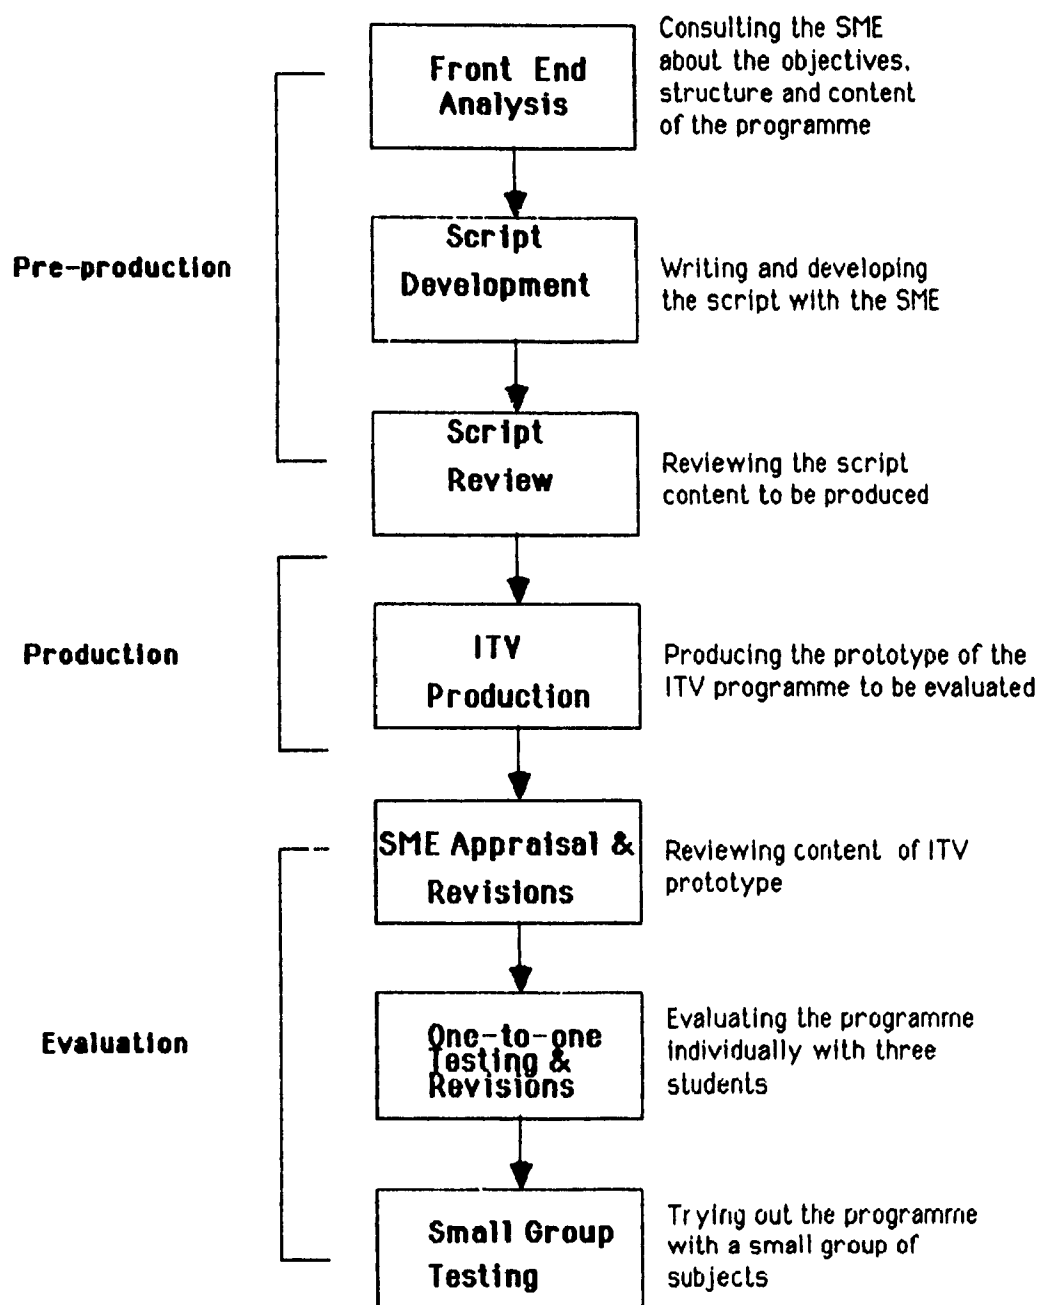 Front End
Analysis
Consulting the SME
about the objectives,
structure and content
of the programme
Pre-production
Script
Development
Writing and developing
the script with the SME
Script
Review
Reviewing the script
content to be produced
Production
ITV
Production
Producing the prototype of the
ITV programme to be evaluated
SME Appraisal &
Revisions
Reviewing content of ITV
prototype
Evaluation
One-to-one
Testing &
Revisions
Evaluating the programme
individually with three
students
Small Group
Testing
Trying out the programme
with a small group of
subjects